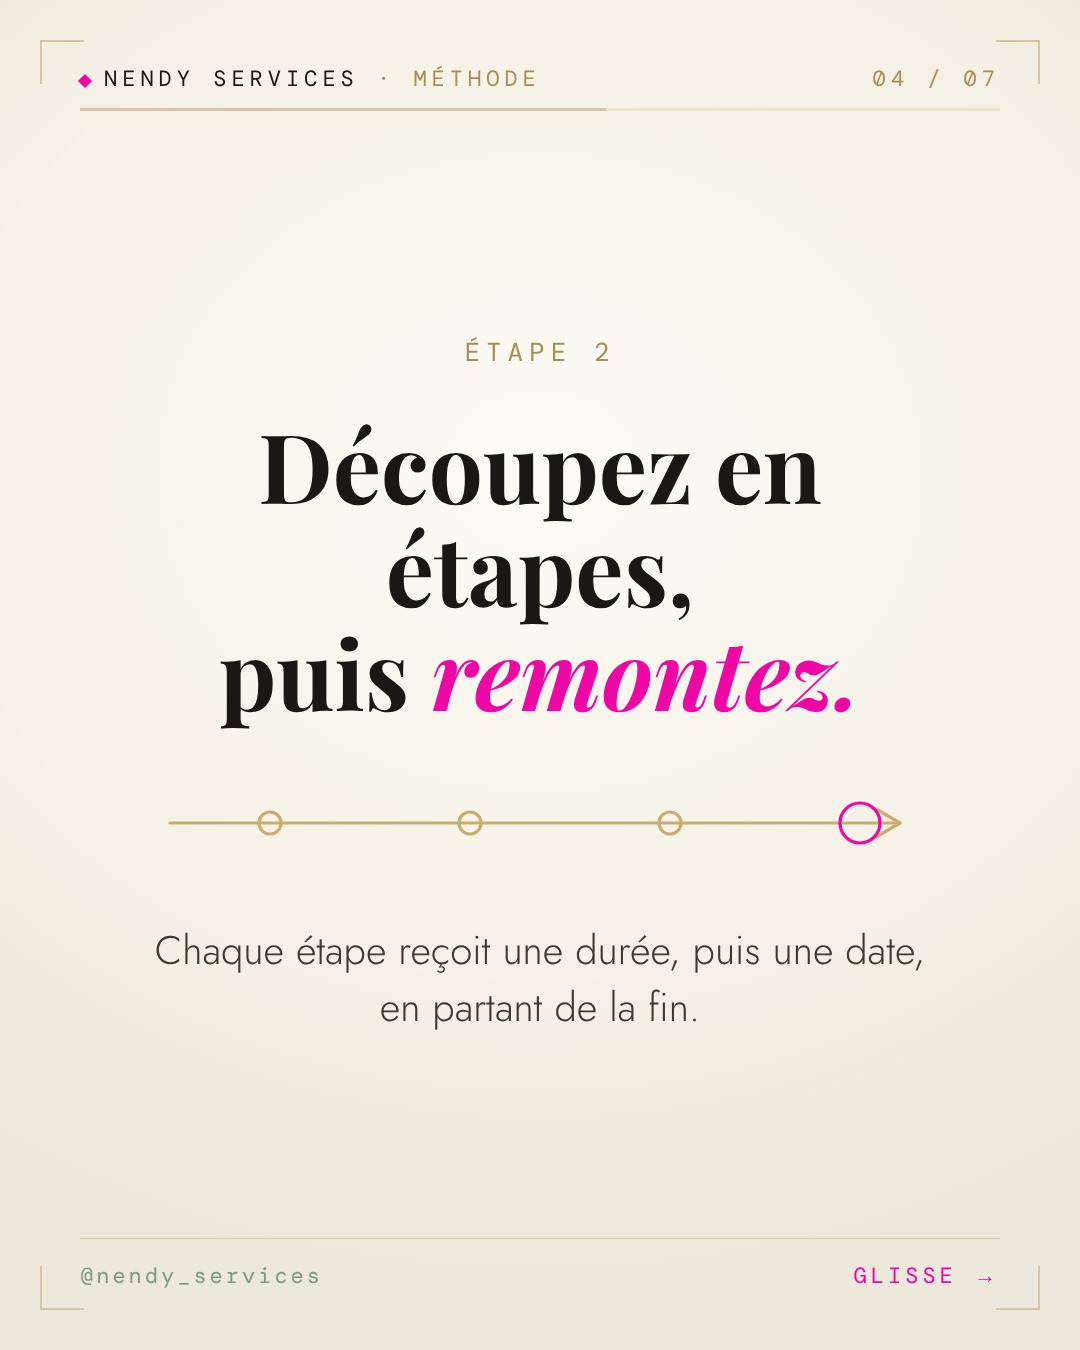 ◆ NENDY SERVICES · MÉTHODE 04 / 07
ÉTAPE 2
Découpez en
étapes,
puis remontez.
Chaque étape reçoit une durée, puis une date,
en partant de la fin.
@nendy_services GLISSE →